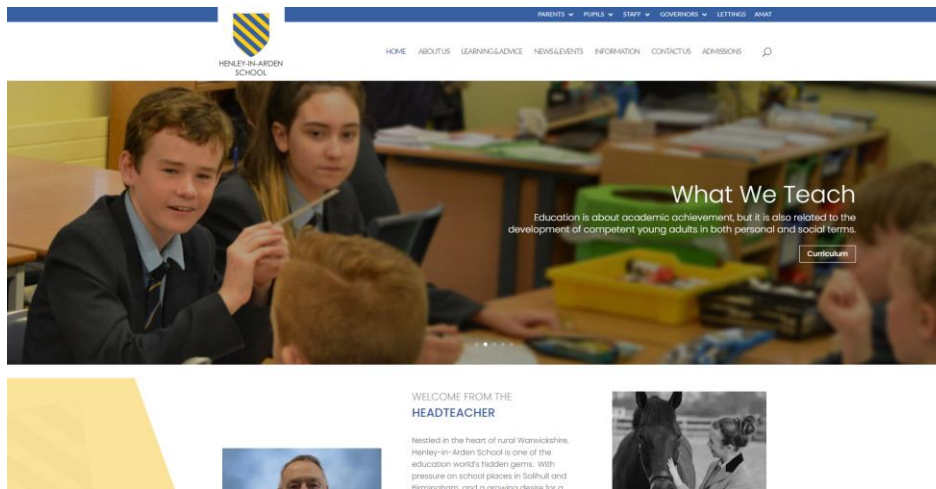 PARENTS PUPILS STAFF GOVERNORS LETTINGS AMAT
HENLEY-IN-ARDEN
SCHOOL
HOME ABOUT US LEARNING & ADVICE NEWS & EVENTS INFORMATION CONTACT US ADMISSIONS
What We Teach
Education is about academic achievement, but it is also related to the
development of competent young adults in both personal and social terms.
Curriculum
WELCOME FROM THE
HEADTEACHER
Nestled in the heart of rural Warwickshire,
Henley-in-Arden School is one of the
education world's hidden gems. With
pressure on school places in Solihull and
Birmingham, and a growing desire for a